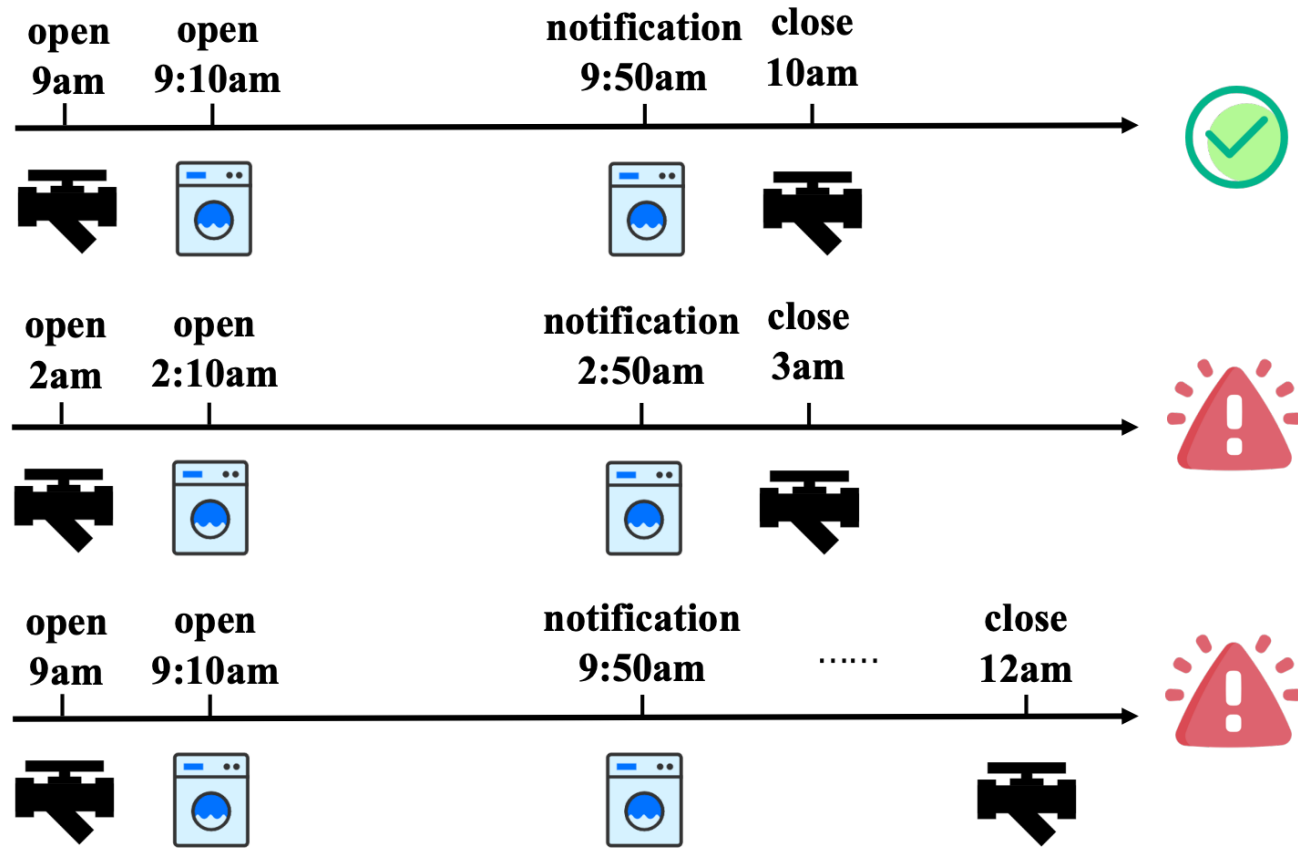 open open notification close
9am 9:10am 9:50am 10am
open open notification close
2am 2:10am 2:50am 3am
open open notification close
9am 9:10am 9:50am ...... 12am